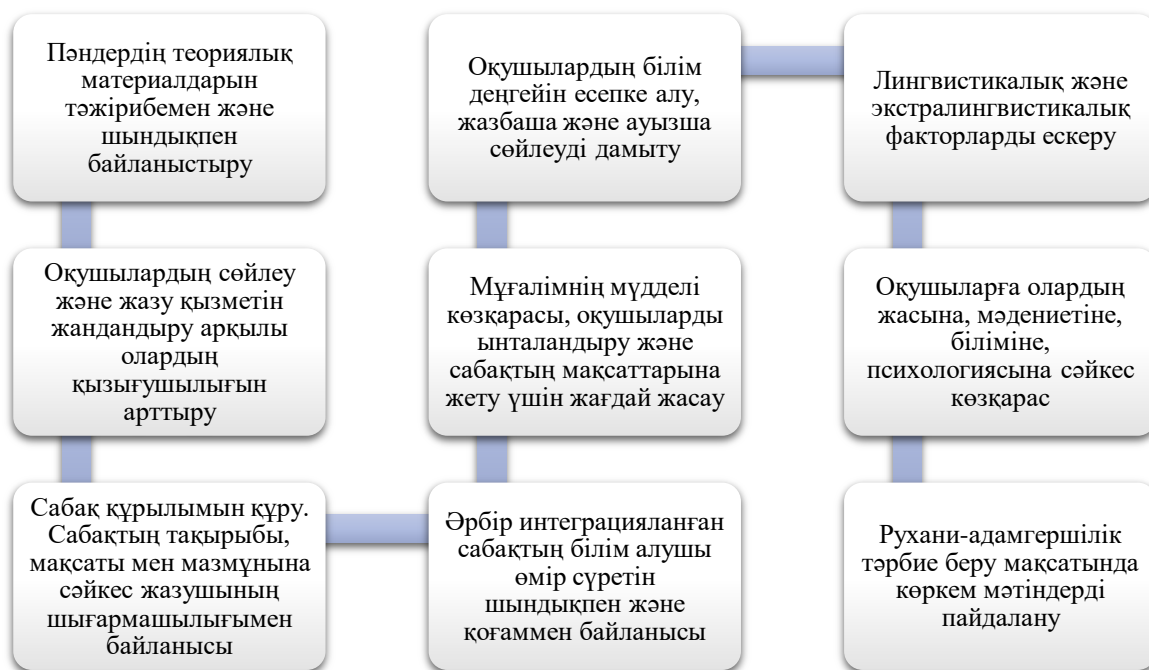 Пәндердің теориялық
материалдарын
тәжірибемен және
шындықпен
байланыстыру
Оқушылардың сөйлеу
және жазу қызметін
жандандыру арқылы
олардың
қызығушылығын
арттыру
Сабақ құрылымын құру.
Сабақтың тақырыбы,
мақсаты мен мазмұнына
сәйкес жазушының
шығармашылығымен
байланысы
Әрбір интеграцияланған
сабақтың білім алушы
өмір сүретін
шындықпен және
қоғаммен байланысы
Мұғалімнің мүдделі
көзқарасы, оқушыларды
ынталандыру және
сабақтың мақсаттарына
жету үшін жағдай жасау
Оқушылардың білім
деңгейін есепке алу,
жазбаша және ауызша
сөйлеуді дамыту
Лингвистикалық және
экстралингвистикалық
факторларды ескеру
Оқушыларға олардың
жасына, мәдениетіне,
біліміне,
психологиясына сәйкес
көзқарас
Рухани-адамгершілік
тәрбие беру мақсатында
көркем мәтіндерді
пайдалану